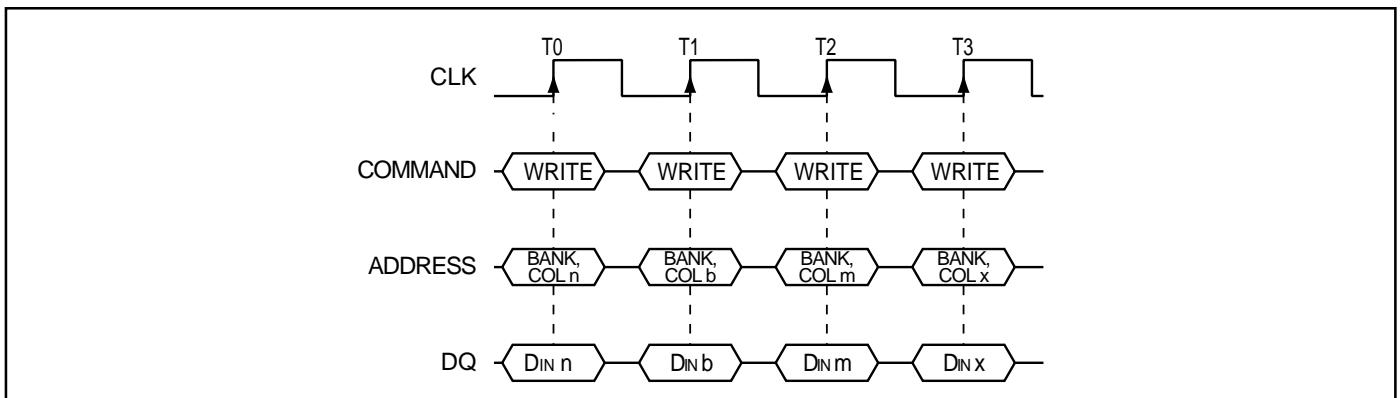 T0 T1 T2 T3
CLK
COMMAND WRITE WRITE WRITE WRITE
ADDRESS BANK, BANK, BANK, BANK,
COL n COL b COL m COL x
DQ DIN n DIN b DIN m DIN x